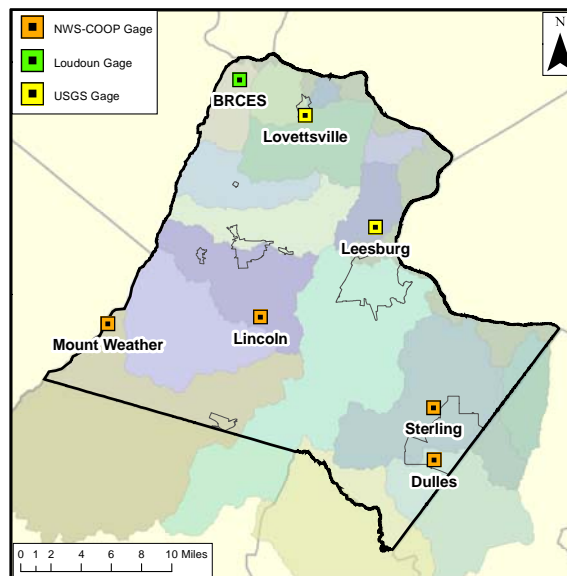 NWS-COOP Gage
Loudoun Gage
USGS Gage
N
BRCES
Lovettsville
Leesburg
Mount Weather
Lincoln
Sterling
Dulles
0 1 2 4 6 8 10 Miles